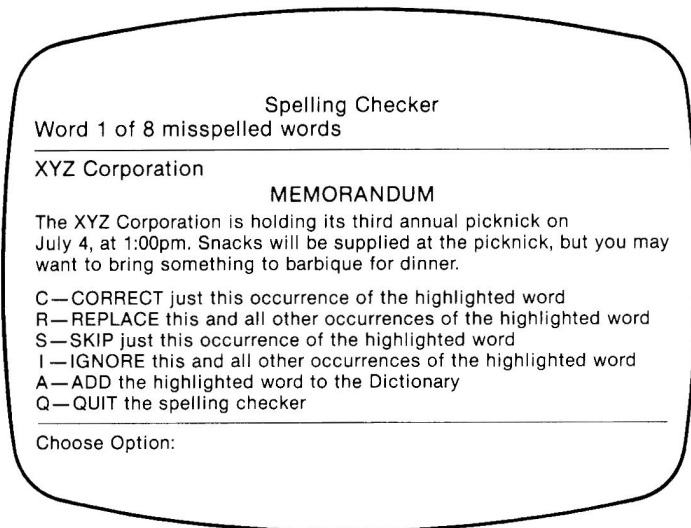 Spelling Checker
Word 1 of 8 misspelled words
XYZ Corporation
MEMORANDUM
The XYZ Corporation is holding its third annual picknick on
July 4, at 1:00pm. Snacks will be supplied at the picknick, but you may
want to bring something to barbique for dinner.
C—CORRECT just this occurrence of the highlighted word
R—REPLACE this and all other occurrences of the highlighted word
S—SKIP just this occurrence of the highlighted word
I—IGNORE this and all other occurrences of the highlighted word
A—ADD the highlighted word to the Dictionary
Q—QUIT the spelling checker
Choose Option: